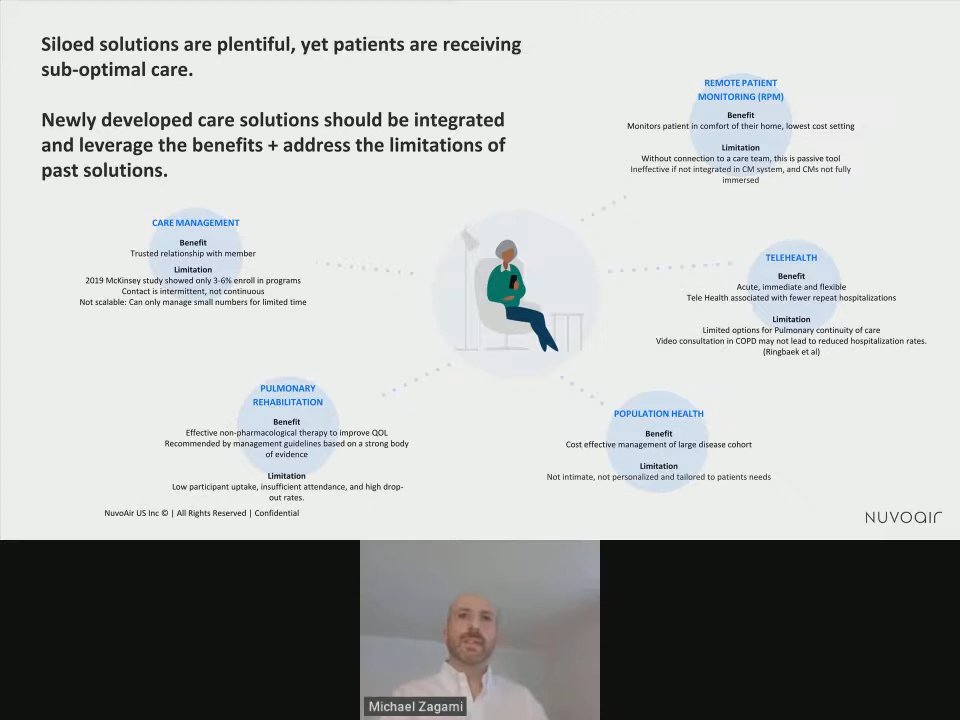 Siloed solutions are plentiful, yet patients are receiving
sub-optimal care.
Newly developed care solutions should be integrated
and leverage the benefits + address the limitations of
past solutions.
REMOTE PATIENT
MONITORING (RPM)
Benefit
Monitors patient in comfort of their home, lowest cost setting
Limitation
Without connection to a care team, this is passive tool
Ineffective if not integrated in CM system, and CMs not fully
immersed
CARE MANAGEMENT
Benefit
Trusted relationship with member
Limitation
2019 McKinsey study showed only 3-6% enroll in programs
Contact is intermittent, not continuous
Not scalable: Can only manage small numbers for limited time
TELEHEALTH
Benefit
Acute, immediate and flexible
Tele Health associated with fewer repeat hospitalizations
Limitation
Limited options for Pulmonary continuity of care
Video consultation in COPD may not lead to reduced hospitalization rates.
(Ringbaek et al)
PULMONARY
REHABILITATION
Benefit
Effective non-pharmacological therapy to improve QOL
Recommended by management guidelines based on a strong body
of evidence
Limitation
Low participant uptake, insufficient attendance, and high drop-
out rates.
POPULATION HEALTH
Benefit
Cost effective management of large disease cohort
Limitation
Not intimate, not personalized and tailored to patients needs
NuvoAir US Inc © | All Rights Reserved | Confidential
NUVOAIR
Michael Zagami